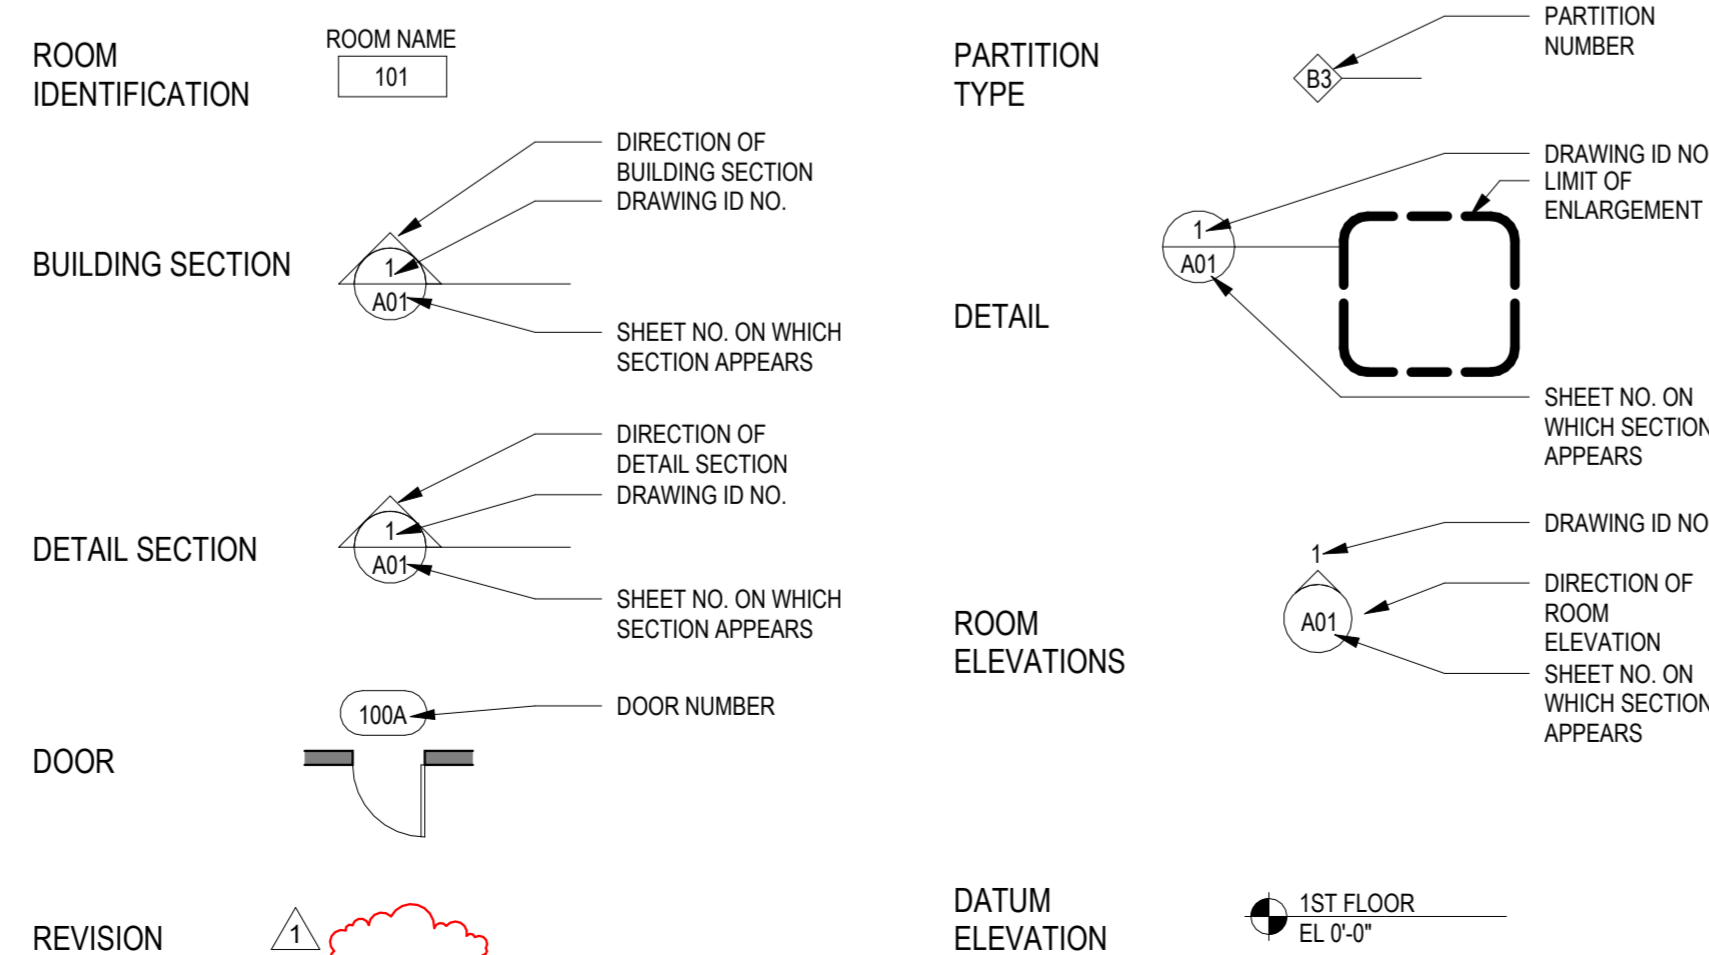 ROOM
IDENTIFICATION
ROOM NAME
101
BUILDING SECTION
1
A01
DIRECTION OF
BUILDING SECTION
DRAWING ID NO.
SHEET NO. ON WHICH
SECTION APPEARS
DETAIL SECTION
1
A01
DIRECTION OF
DETAIL SECTION
DRAWING ID NO.
SHEET NO. ON WHICH
SECTION APPEARS
DOOR
100A
DOOR NUMBER
REVISION
1
PARTITION
TYPE
B3
PARTITION
NUMBER
DETAIL
1
A01
DRAWING ID NO
LIMIT OF
ENLARGEMENT
SHEET NO. ON
WHICH SECTION
APPEARS
ROOM
ELEVATIONS
1
A01
DRAWING ID NO
DIRECTION OF
ROOM
ELEVATION
SHEET NO. ON
WHICH SECTION
APPEARS
DATUM
ELEVATION
1ST FLOOR
EL 0'-0"